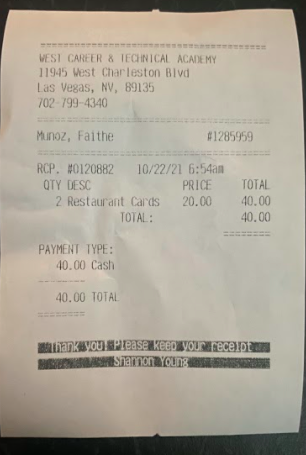 WEST CAREER & TECHNICAL ACADEMY
11945 West Charleston Blvd
Las Vegas, NV, 89135
702-799-4340
Munoz, Faithe #1285959
RCP. #0120882 10/22/21 6:54am
QTY DESC PRICE TOTAL
2 Restaurant Cards 20.00 40.00
TOTAL: 40.00
PAYMENT TYPE:
40.00 Cash
40.00 TOTAL
Thank you! Please keep your receipt
Shannon Young